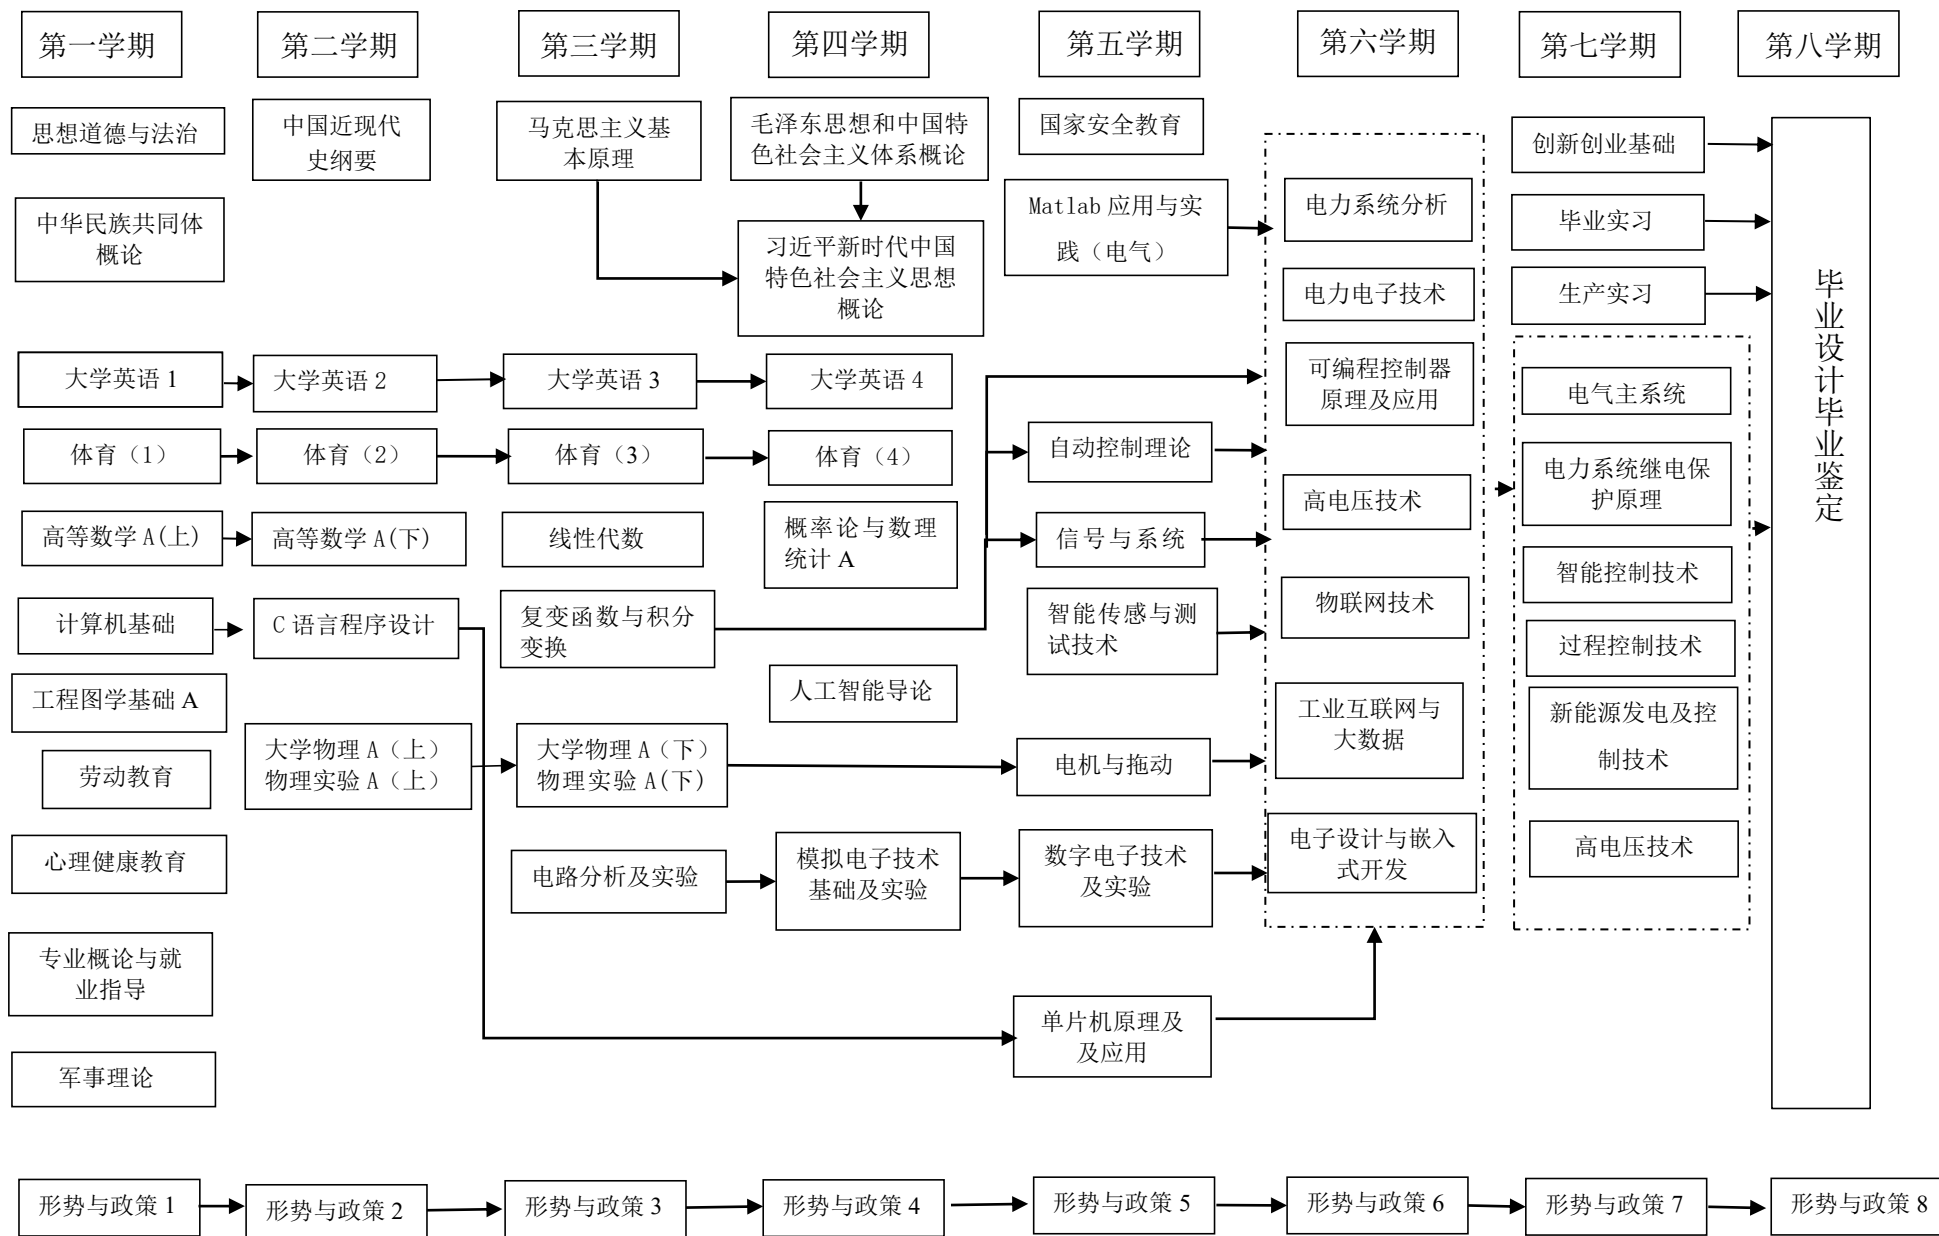 第一学期
第二学期
第三学期
第四学期
第五学期
第六学期
第七学期
第八学期
思想道德与法治
中华民族共同体
概论
大学英语 1
体育（1）
高等数学 A(上)
计算机基础
工程图学基础 A
劳动教育
心理健康教育
专业概论与就
业指导
军事理论
形势与政策 1
中国近现代
史纲要
大学英语 2
体育（2）
高等数学 A(下)
C 语言程序设计
大学物理 A（上）
物理实验 A（上）
形势与政策 2
马克思主义基
本原理
大学英语 3
体育（3）
线性代数
复变函数与积分
变换
大学物理 A（下）
物理实验 A(下)
电路分析及实验
形势与政策 3
毛泽东思想和中国特
色社会主义体系概论
习近平新时代中国
特色社会主义思想
概论
大学英语 4
体育（4）
概率论与数理
统计 A
人工智能导论
模拟电子技术
基础及实验
形势与政策 4
国家安全教育
Matlab 应用与实
践（电气）
自动控制理论
信号与系统
智能传感与测
试技术
电机与拖动
数字电子技术
及实验
单片机原理及
及应用
形势与政策 5
电力系统分析
电力电子技术
可编程控制器
原理及应用
高电压技术
物联网技术
工业互联网与
大数据
电子设计与嵌入
式开发
形势与政策 6
创新创业基础
毕业实习
生产实习
电气主系统
电力系统继电保
护原理
智能控制技术
过程控制技术
新能源发电及控
制技术
高电压技术
形势与政策 7
毕业设计毕业鉴定
形势与政策 8